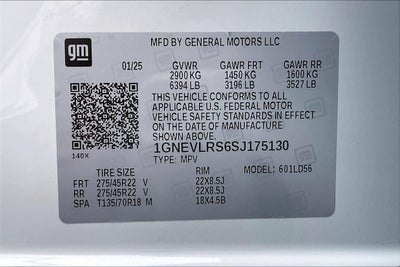 gm
MFD BY GENERAL MOTORS LLC
01/25 GVWR GAWR FRT GAWR RR
2900 KG 1450 KG 1600 KG
6394 LB 3196 LB 3527 LB
THIS VEHICLE CONFORMS TO ALL
APPLICABLE U.S. FEDERAL MOTOR
VEHICLE SAFETY STANDARDS IN EFFECT
ON THE DATE OF MANUFACTURE
SHOWN ABOVE.
140X
1GNEVLRS6SJ175130
TYPE: MPV
TIRE SIZE RIM MODEL: 601LD56
FRT 275/45R22 V 22X8.5J
RR 275/45R22 V 22X8.5J
SPA T135/70R18 M 18X4.5B